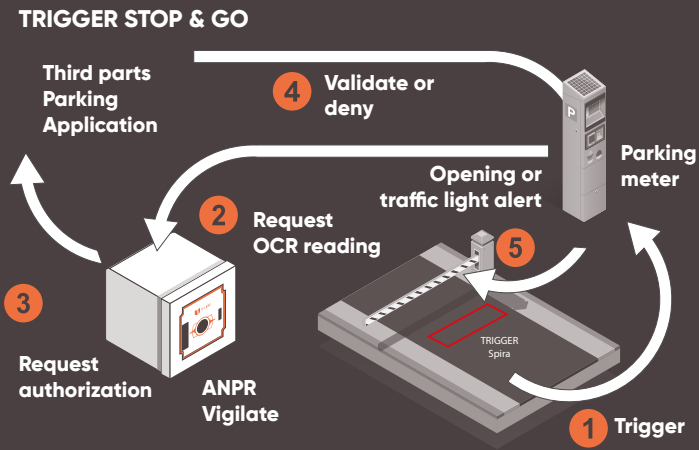 TRIGGER STOP & GO
Third parts
Parking
Application
4
Validate or
deny
P
Parking
meter
Opening or
traffic light alert
2
Request
OCR reading
5
3
Request
authorization
ANPR
Vigilate
TRIGGER
Spira
1
Trigger